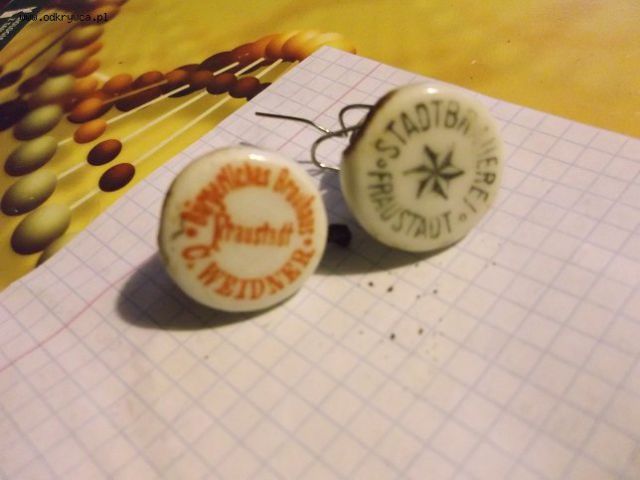 www.odkrywca.pl
Bürgerliches Brauhaus
Fraustadt
C. WEIDNER
STADTBRAUEREI
FRAUSTADT